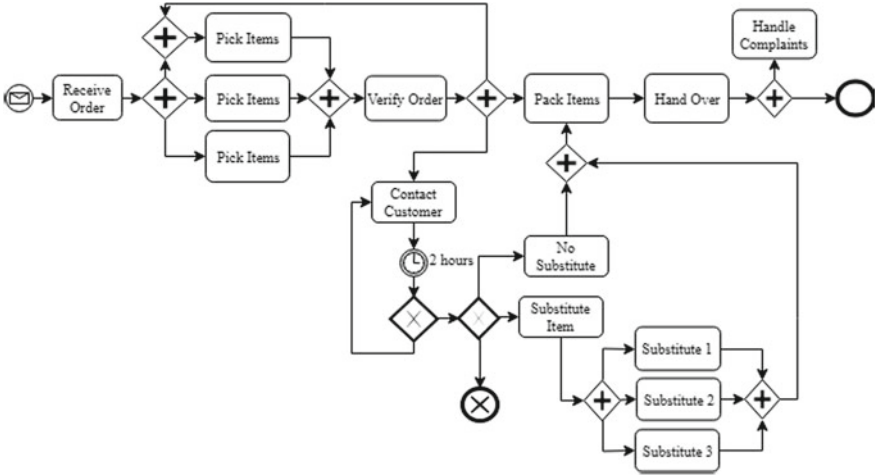 Handle
Complaints
Pick Items
Receive
Order
Pick Items
Verify Order
Pack Items
Hand Over
Pick Items
Contact
Customer
2 hours
No
Substitute
Substitute
Item
Substitute 1
Substitute 2
Substitute 3